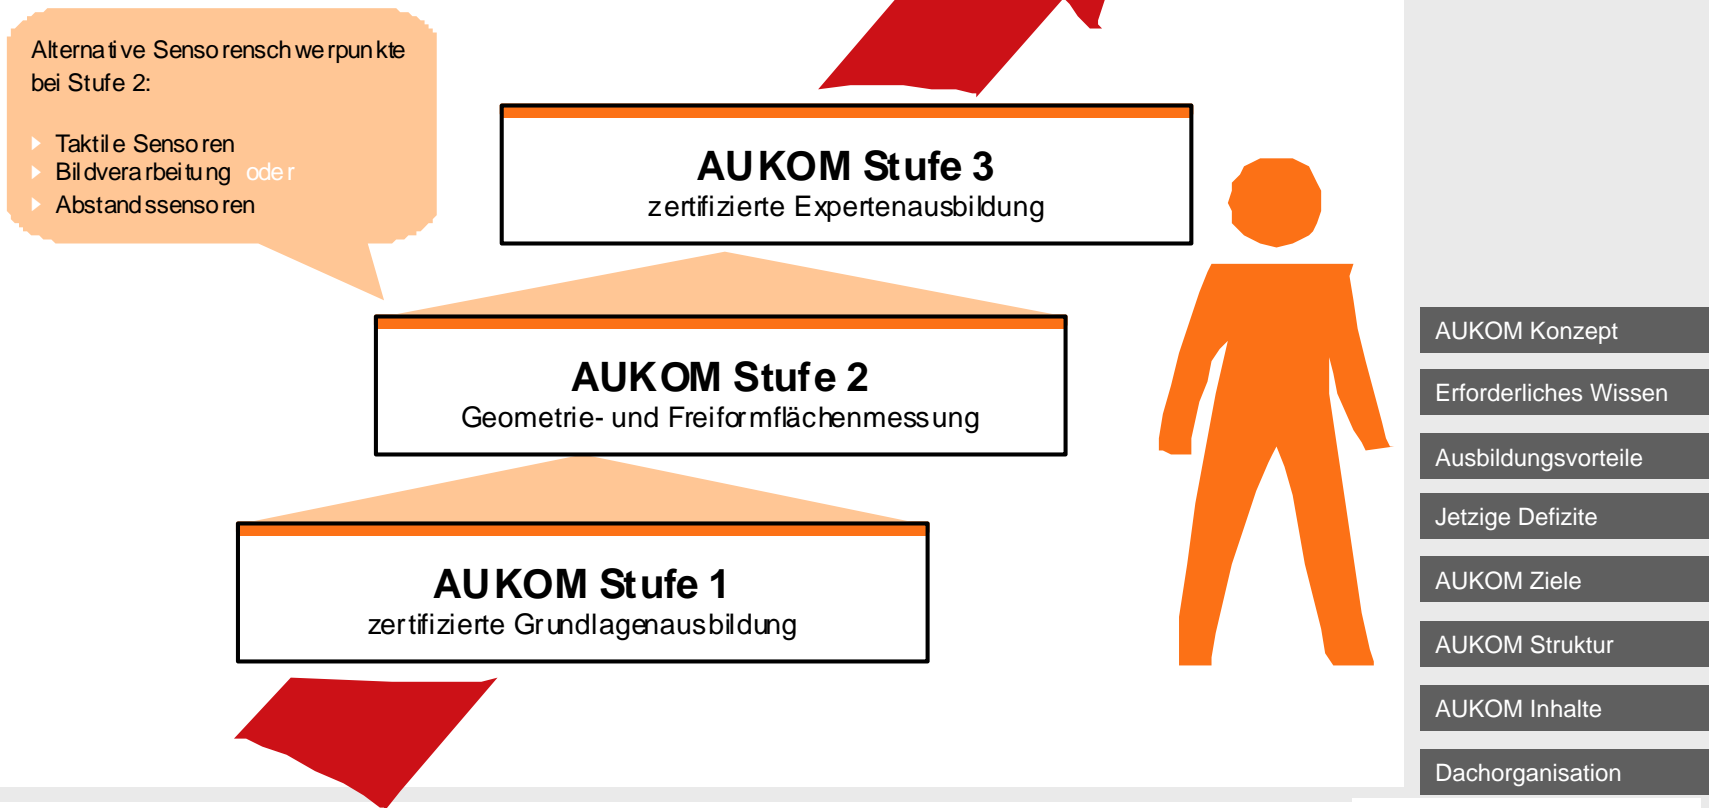 Alternative Sensorenschwerpunkte
bei Stufe 2:
Taktile Sensoren
Bildverarbeitung oder
Abstandssensoren
AUKOM Stufe 3
zertifizierte Expertenausbildung
AUKOM Stufe 2
Geometrie- und Freiformflächenmessung
AUKOM Stufe 1
zertifizierte Grundlagenausbildung
AUKOM Konzept
Erforderliches Wissen
Ausbildungsvorteile
Jetzige Defizite
AUKOM Ziele
AUKOM Struktur
AUKOM Inhalte
Dachorganisation